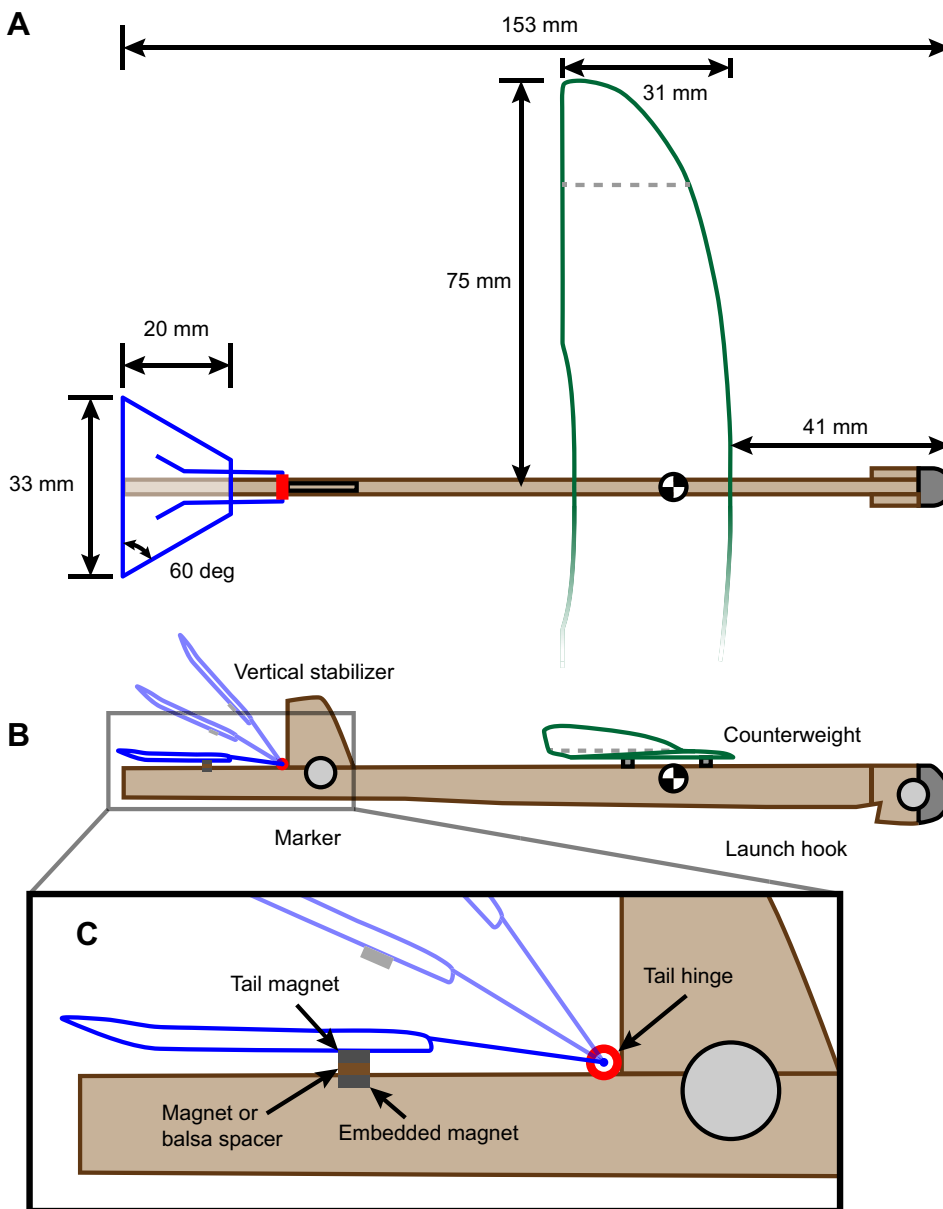 A
153 mm
31 mm
75 mm
20 mm
41 mm
33 mm
60 deg
B
Vertical stabilizer
Counterweight
Marker
Launch hook
C
Tail magnet
Tail hinge
Magnet or
balsa spacer
Embedded magnet